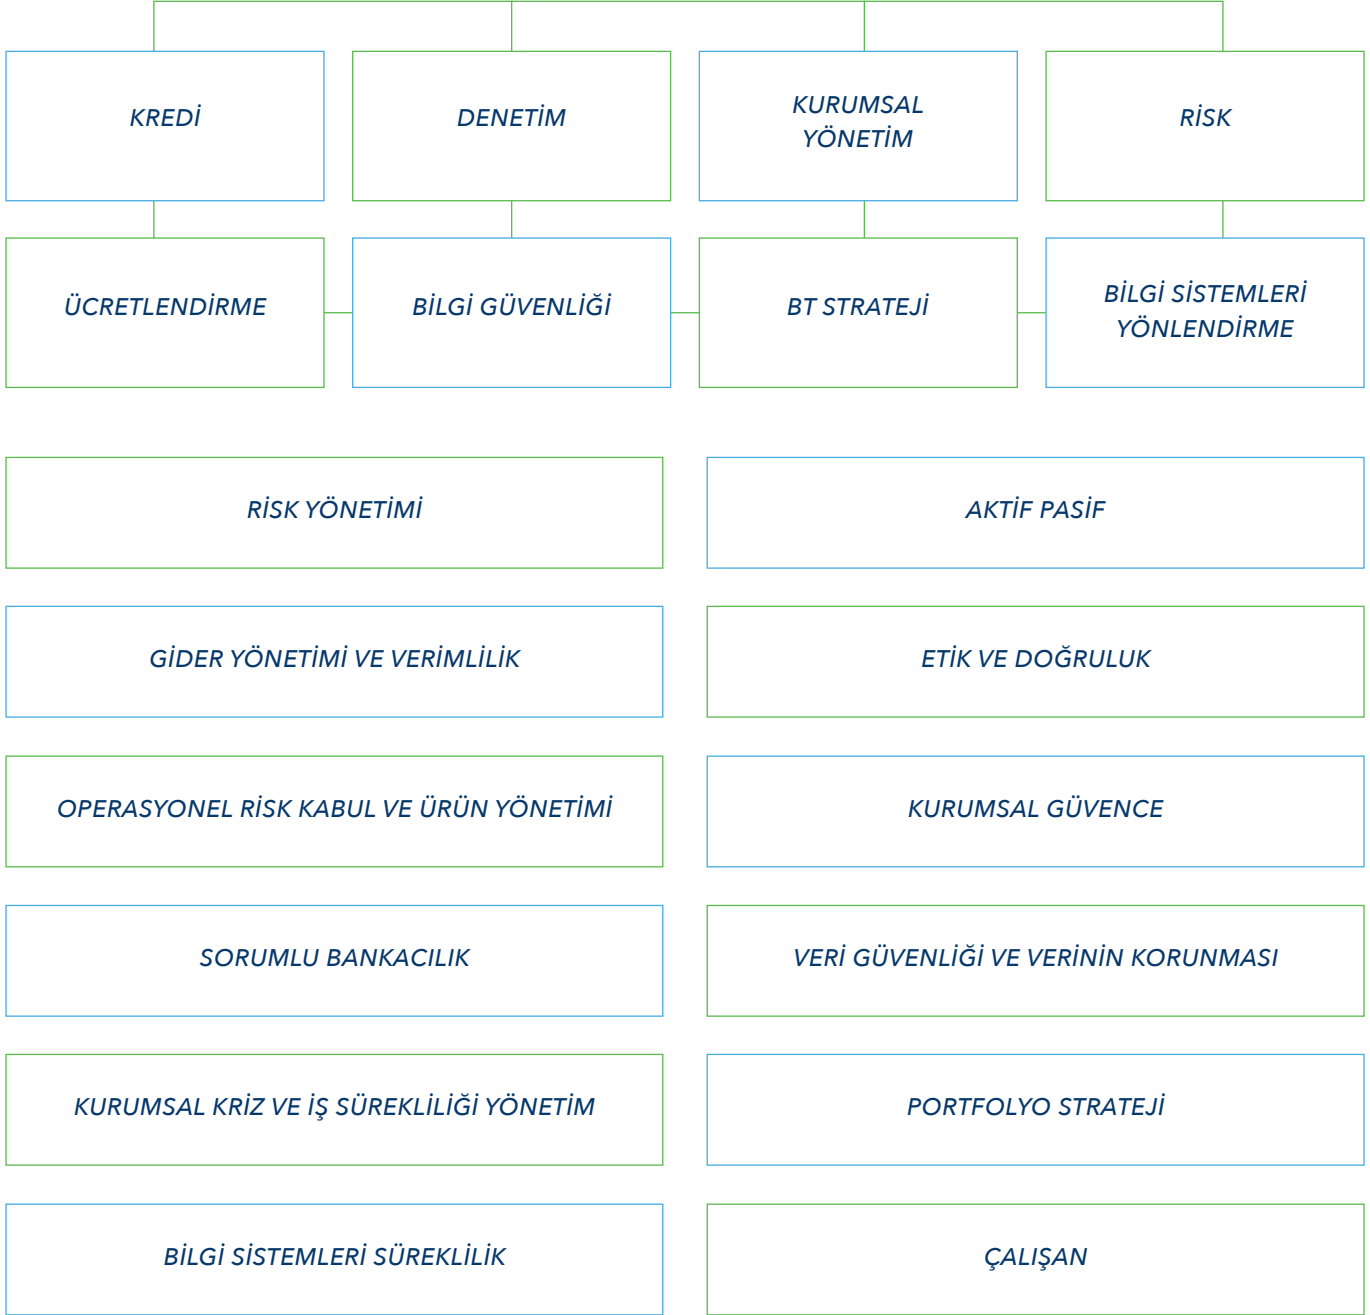 KREDİ
DENETİM
KURUMSAL
YÖNETİM
RİSK
ÜCRETLENDİRME
BİLGİ GÜVENLİĞİ
BT STRATEJİ
BİLGİ SİSTEMLERİ
YÖNLENDİRME
RİSK YÖNETİMİ
AKTİF PASİF
GİDER YÖNETİMİ VE VERİMLİLİK
ETİK VE DOĞRULUK
OPERASYONEL RİSK KABUL VE ÜRÜN YÖNETİMİ
KURUMSAL GÜVENCE
SORUMLU BANKACILIK
VERİ GÜVENLİĞİ VE VERİNİN KORUNMASI
KURUMSAL KRİZ VE İŞ SÜREKLİLİĞİ YÖNETİM
PORTFOLYO STRATEJİ
BİLGİ SİSTEMLERİ SÜREKLİLİK
ÇALIŞAN